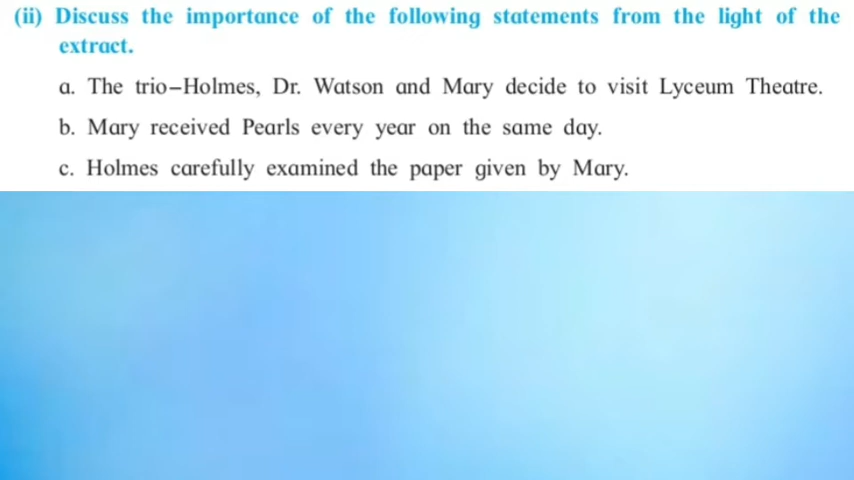 (ii) Discuss the importance of the following statements from the light of the
extract.
a. The trio–Holmes, Dr. Watson and Mary decide to visit Lyceum Theatre.
b. Mary received Pearls every year on the same day.
c. Holmes carefully examined the paper given by Mary.